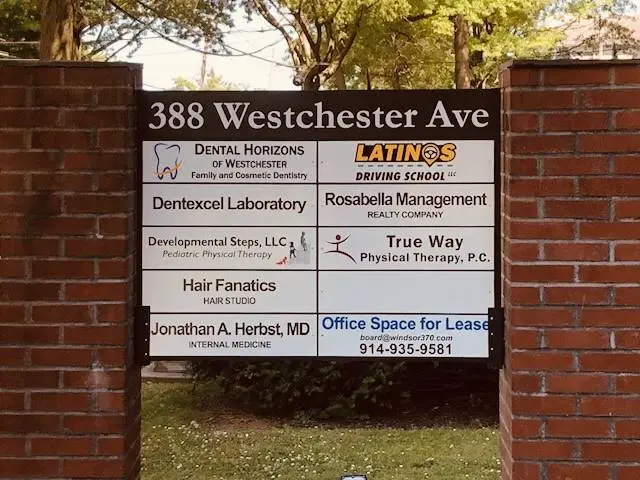 388 Westchester Ave
DENTAL HORIZONS
OF WESTCHESTER
Family and Cosmetic Dentistry
LATINOS
DRIVING SCHOOL LLC
Dentexcel Laboratory
Rosabella Management
REALTY COMPANY
Developmental Steps, LLC
Pediatric Physical Therapy
True Way
Physical Therapy, P.C.
Hair Fanatics
HAIR STUDIO
Jonathan A. Herbst, MD
INTERNAL MEDICINE
Office Space for Lease
board@windsor370.com
914-935-9581